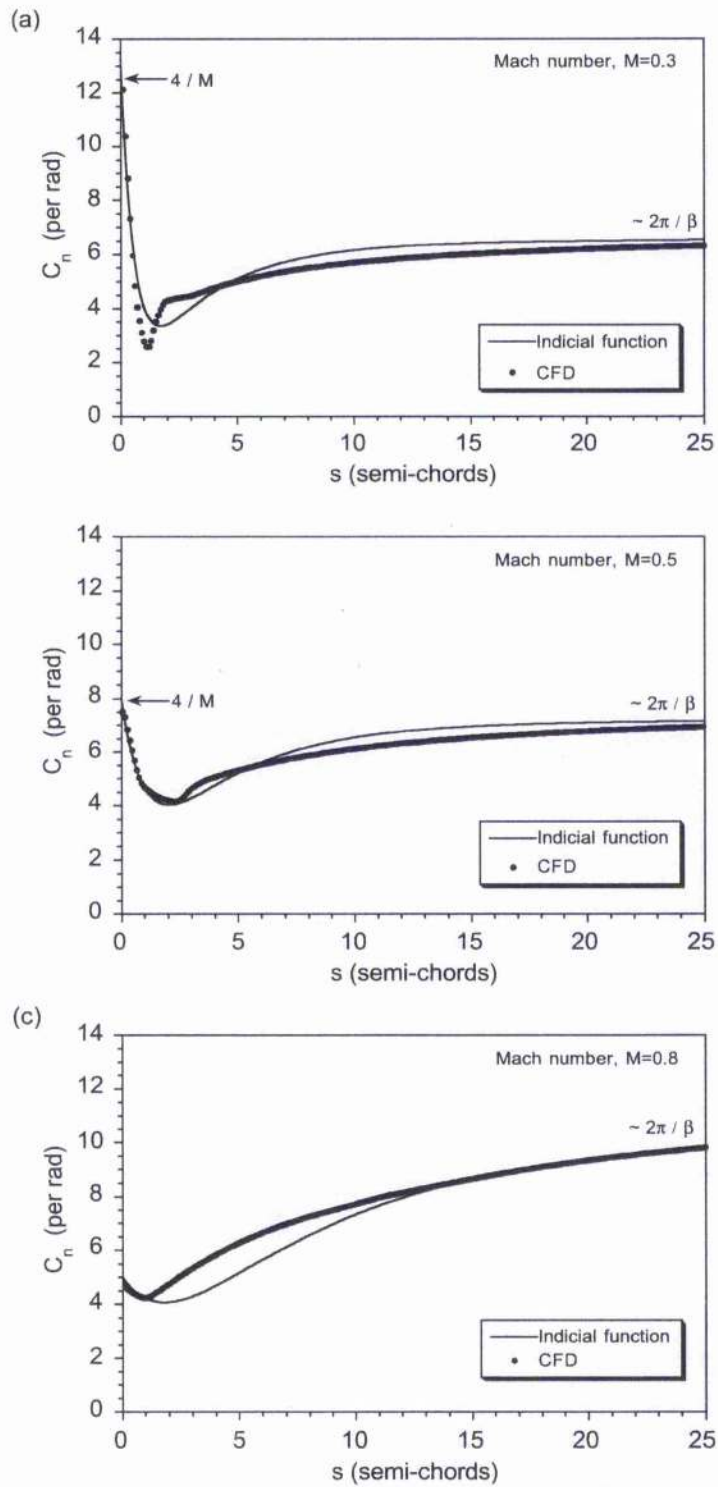 (a)
14
Mach number, M=0.3
4 / M
12
10
8
~ 2π / β
6
4
2
0
Cn (per rad)
Indicial function
CFD
0 5 10 15 20 25
s (semi-chords)
14
Mach number, M=0.5
12
10
8
4 / M
~ 2π / β
6
4
2
0
Cn (per rad)
Indicial function
CFD
0 5 10 15 20 25
s (semi-chords)
(c)
14
Mach number, M=0.8
12
10
~ 2π / β
8
6
4
2
0
Cn (per rad)
Indicial function
CFD
0 5 10 15 20 25
s (semi-chords)